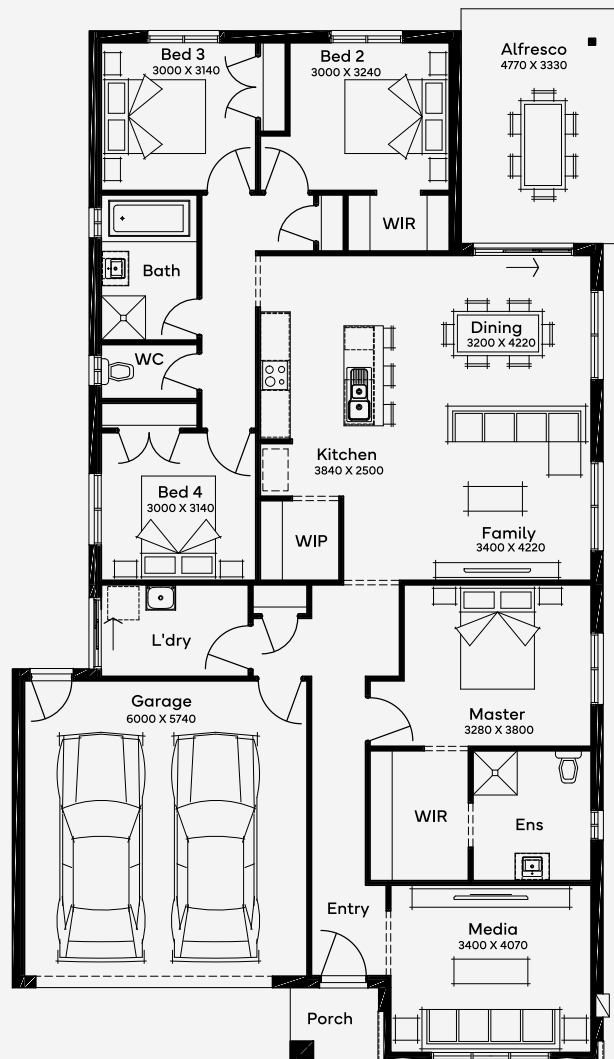 Bed 3
3000 X 3140
Bed 2
3000 X 3240
Alfresco
4770 X 3330
WIR
Bath
Dining
3200 X 4220
WC
Kitchen
3840 X 2500
Bed 4
3000 X 3140
WIP
Family
3400 X 4220
L'dry
Garage
6000 X 5740
Master
3280 X 3800
WIR
Ens
Entry
Media
3400 X 4070
Porch